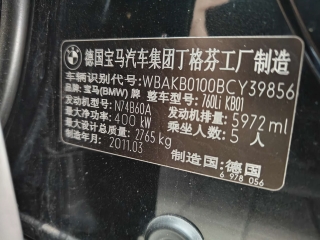 德国宝马汽车集团丁格芬工厂制造
车辆识别代号:WBAKB0100BCY39856
品牌:宝马(BMW)牌 整车型号:760Li KB01
发动机型号:N74B60A 发动机排量:5972 ml
最大净功率:400 kW 乘坐人数:5 人
最大设计总质量:2765 kg
制造年月:2011.03 制造国:德国
6 978 056